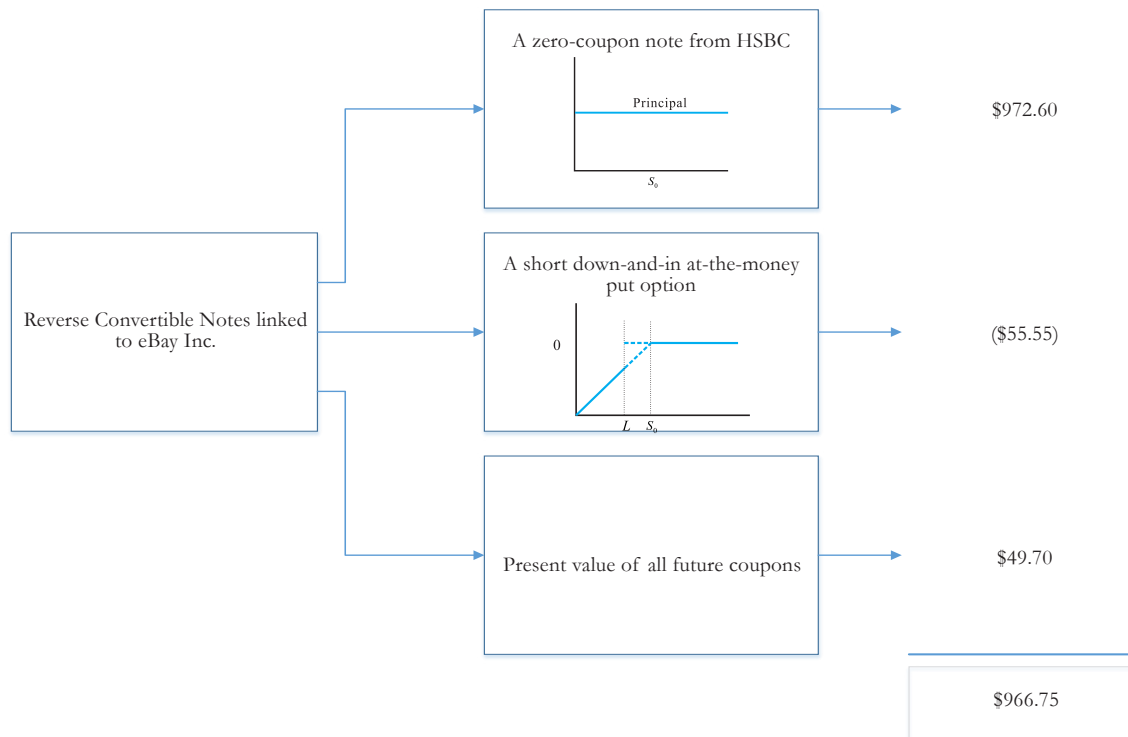 A zero-coupon note from HSBC
Principal
S₀
$972.60
Reverse Convertible Notes linked
to eBay Inc.
A short down-and-in at-the-money
put option
0
L S₀
($55.55)
Present value of all future coupons
$49.70
$966.75